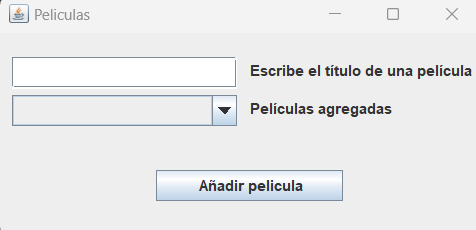 Peliculas
Escribe el título de una película
Películas agregadas
Añadir pelicula